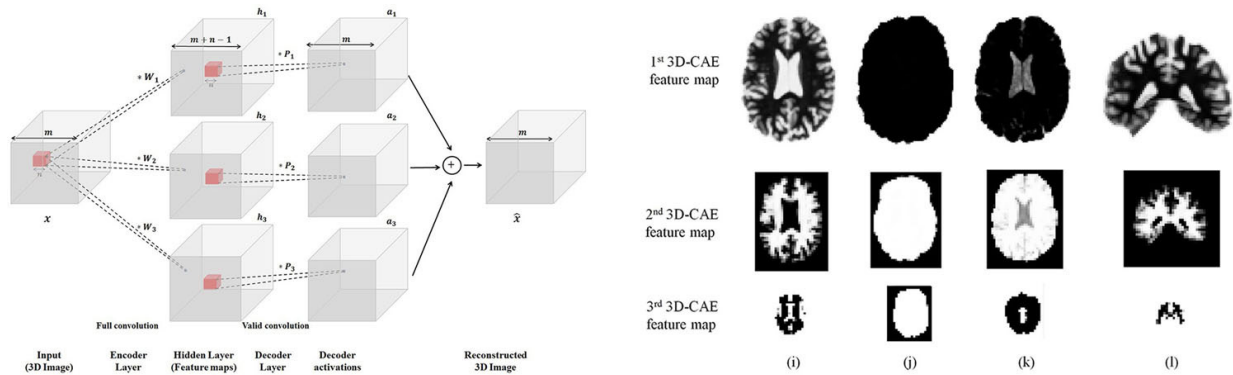 h₁
a₁
m + n − 1
m
* W₁
* P₁
n
h₂
a₂
m
m
* W₂
* P₂
n
x
x̂
h₃
a₃
* W₃
* P₃
+
Full convolution
Valid convolution
Input
(3D Image)
Encoder
Layer
Hidden Layer
(Feature maps)
Decoder
Layer
Decoder
activations
Reconstructed
3D Image
1st 3D-CAE
feature map
2nd 3D-CAE
feature map
3rd 3D-CAE
feature map
(i)
(j)
(k)
(l)